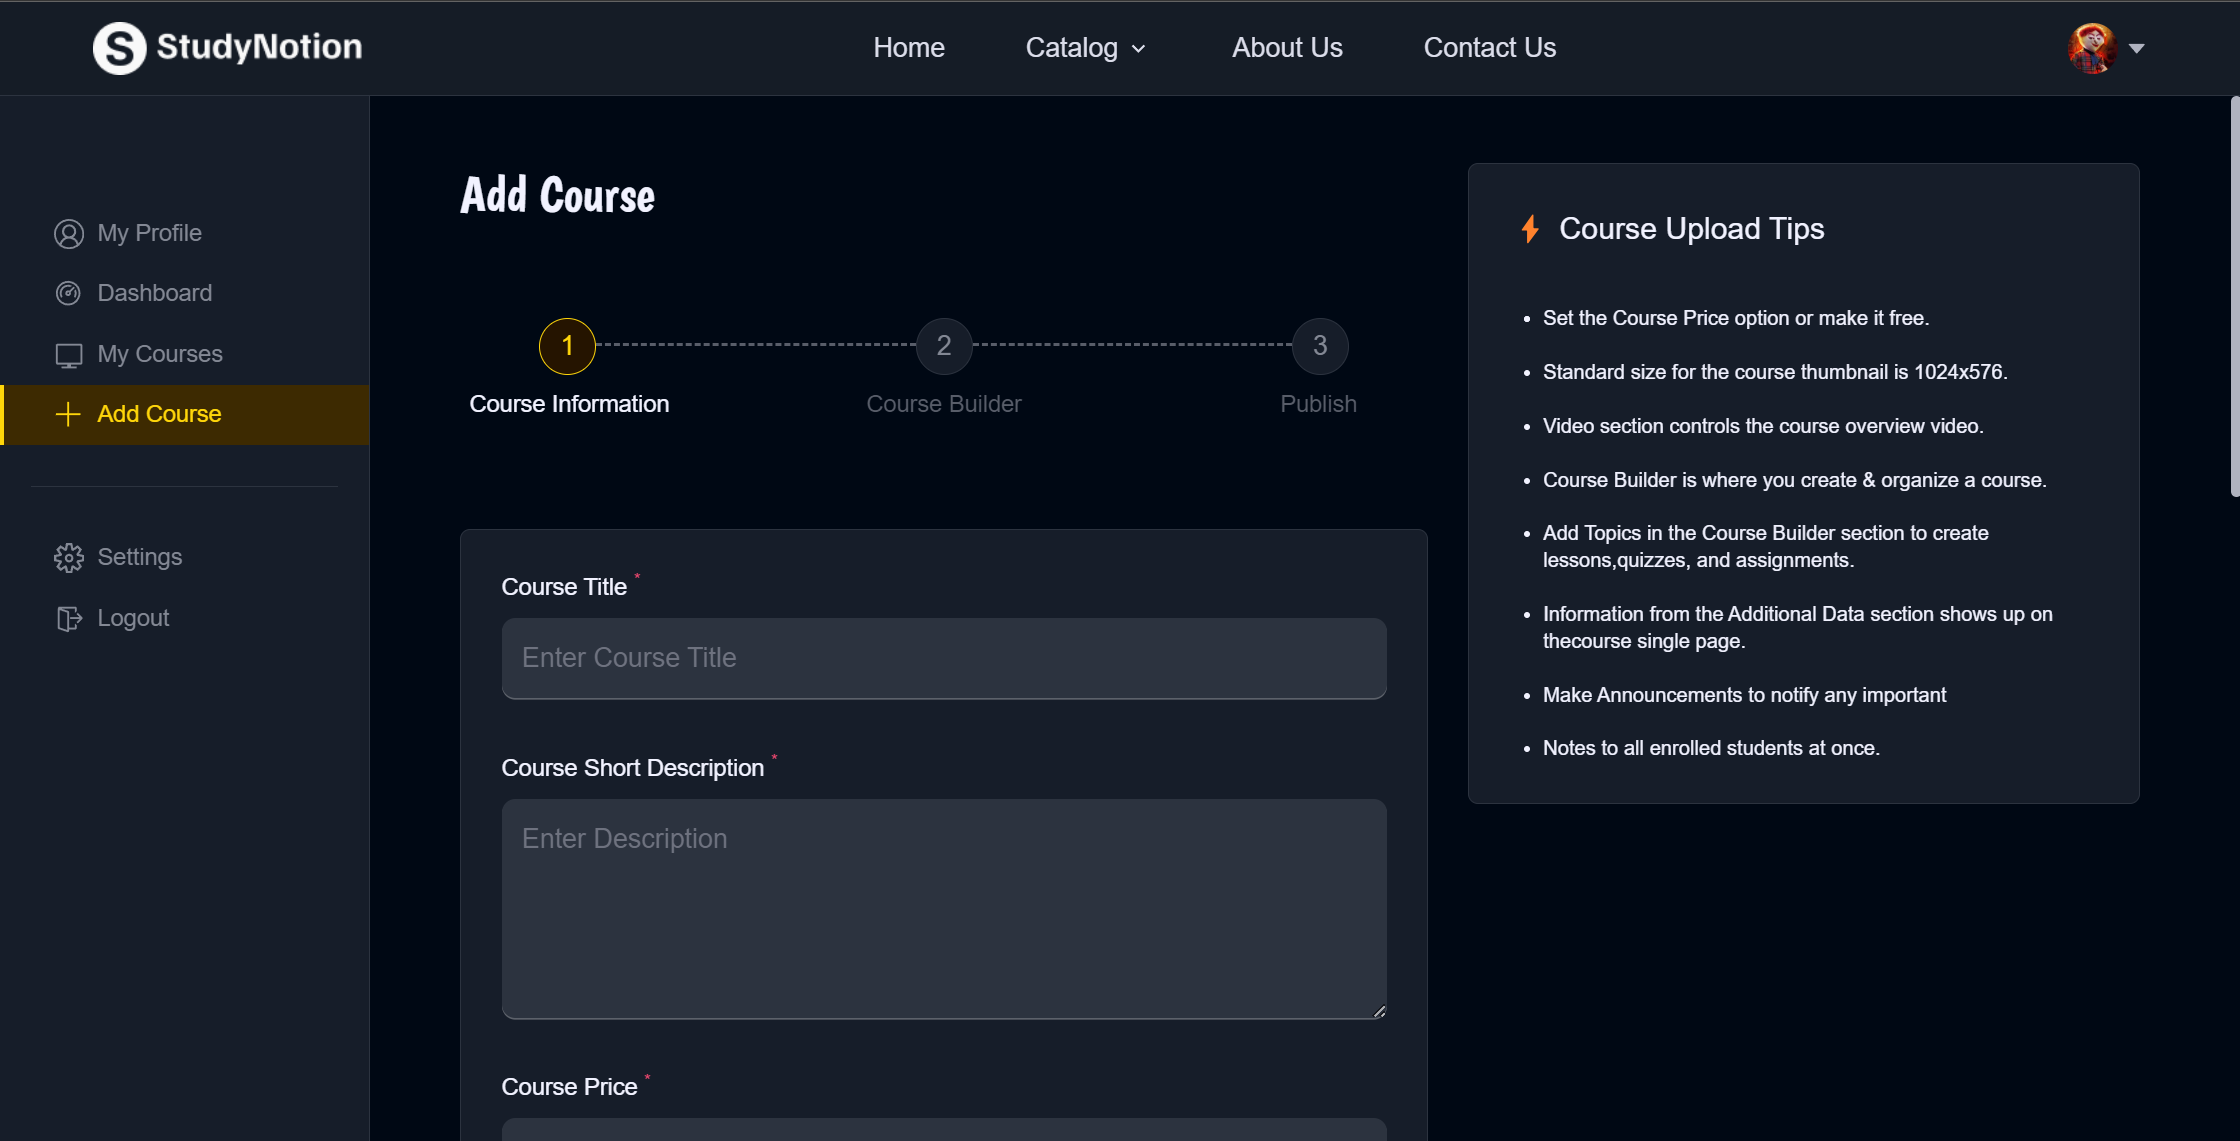 StudyNotion
Home
Catalog
About Us
Contact Us
My Profile
Dashboard
My Courses
Add Course
Settings
Logout
Add Course
1
2
3
Course Information
Course Builder
Publish
Course Title *
Enter Course Title
Course Short Description *
Enter Description
Course Price *
Course Upload Tips
• Set the Course Price option or make it free.
• Standard size for the course thumbnail is 1024x576.
• Video section controls the course overview video.
• Course Builder is where you create & organize a course.
• Add Topics in the Course Builder section to create
lessons,quizzes, and assignments.
• Information from the Additional Data section shows up on
thecourse single page.
• Make Announcements to notify any important
• Notes to all enrolled students at once.